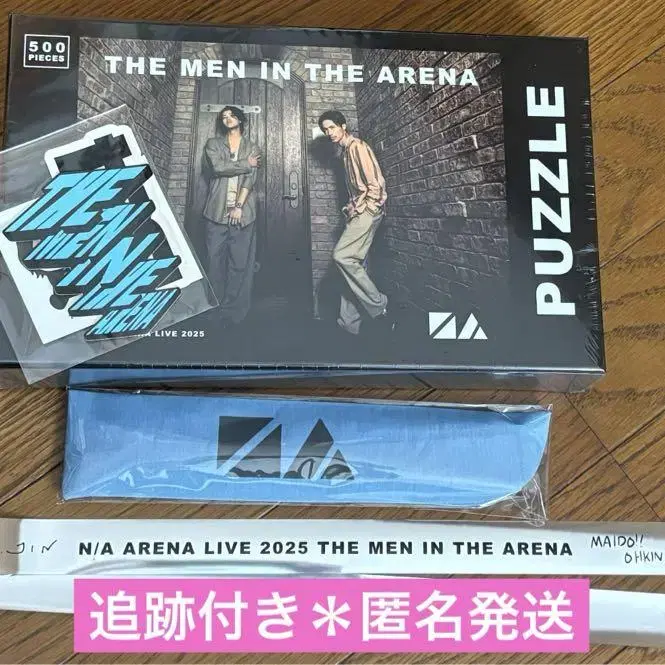 500
PIECES
THE MEN IN THE ARENA
PUZZLE
THE
MEN
IN THE
ARENA
LIVE 2025
N/A
N/A
JIN
N/A ARENA LIVE 2025 THE MEN IN THE ARENA
MAIDO!!
OHKIN
追跡付き＊匿名発送